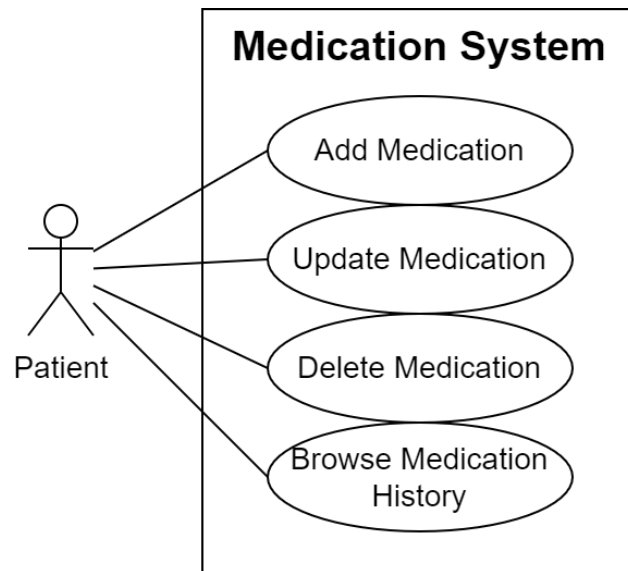 Medication System
Add Medication
Update Medication
Patient
Delete Medication
Browse Medication
History